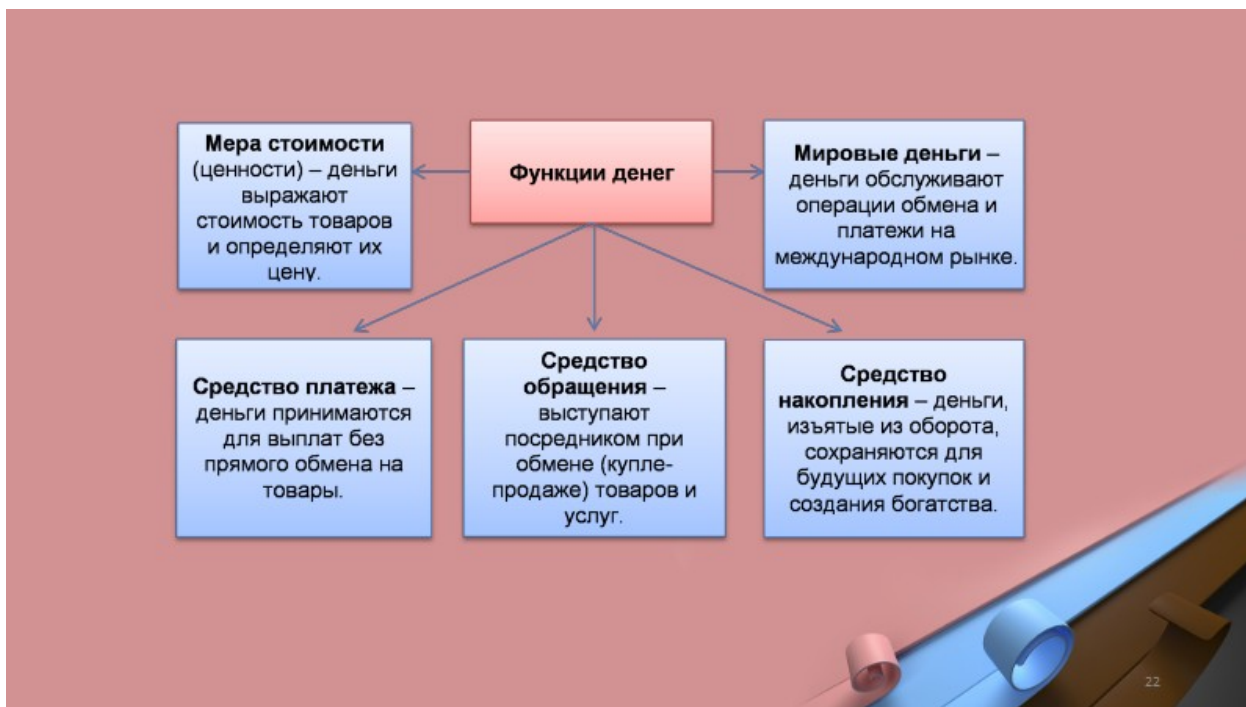 Мера стоимости
(ценности) – деньги
выражают
стоимость товаров
и определяют их
цену.
Функции денег
Мировые деньги –
деньги обслуживают
операции обмена и
платежи на
международном рынке.
Средство платежа –
деньги принимаются
для выплат без
прямого обмена на
товары.
Средство
обращения –
выступают
посредником при
обмене (купле-
продаже) товаров и
услуг.
Средство
накопления – деньги,
изъятые из оборота,
сохраняются для
будущих покупок и
создания богатства.
22